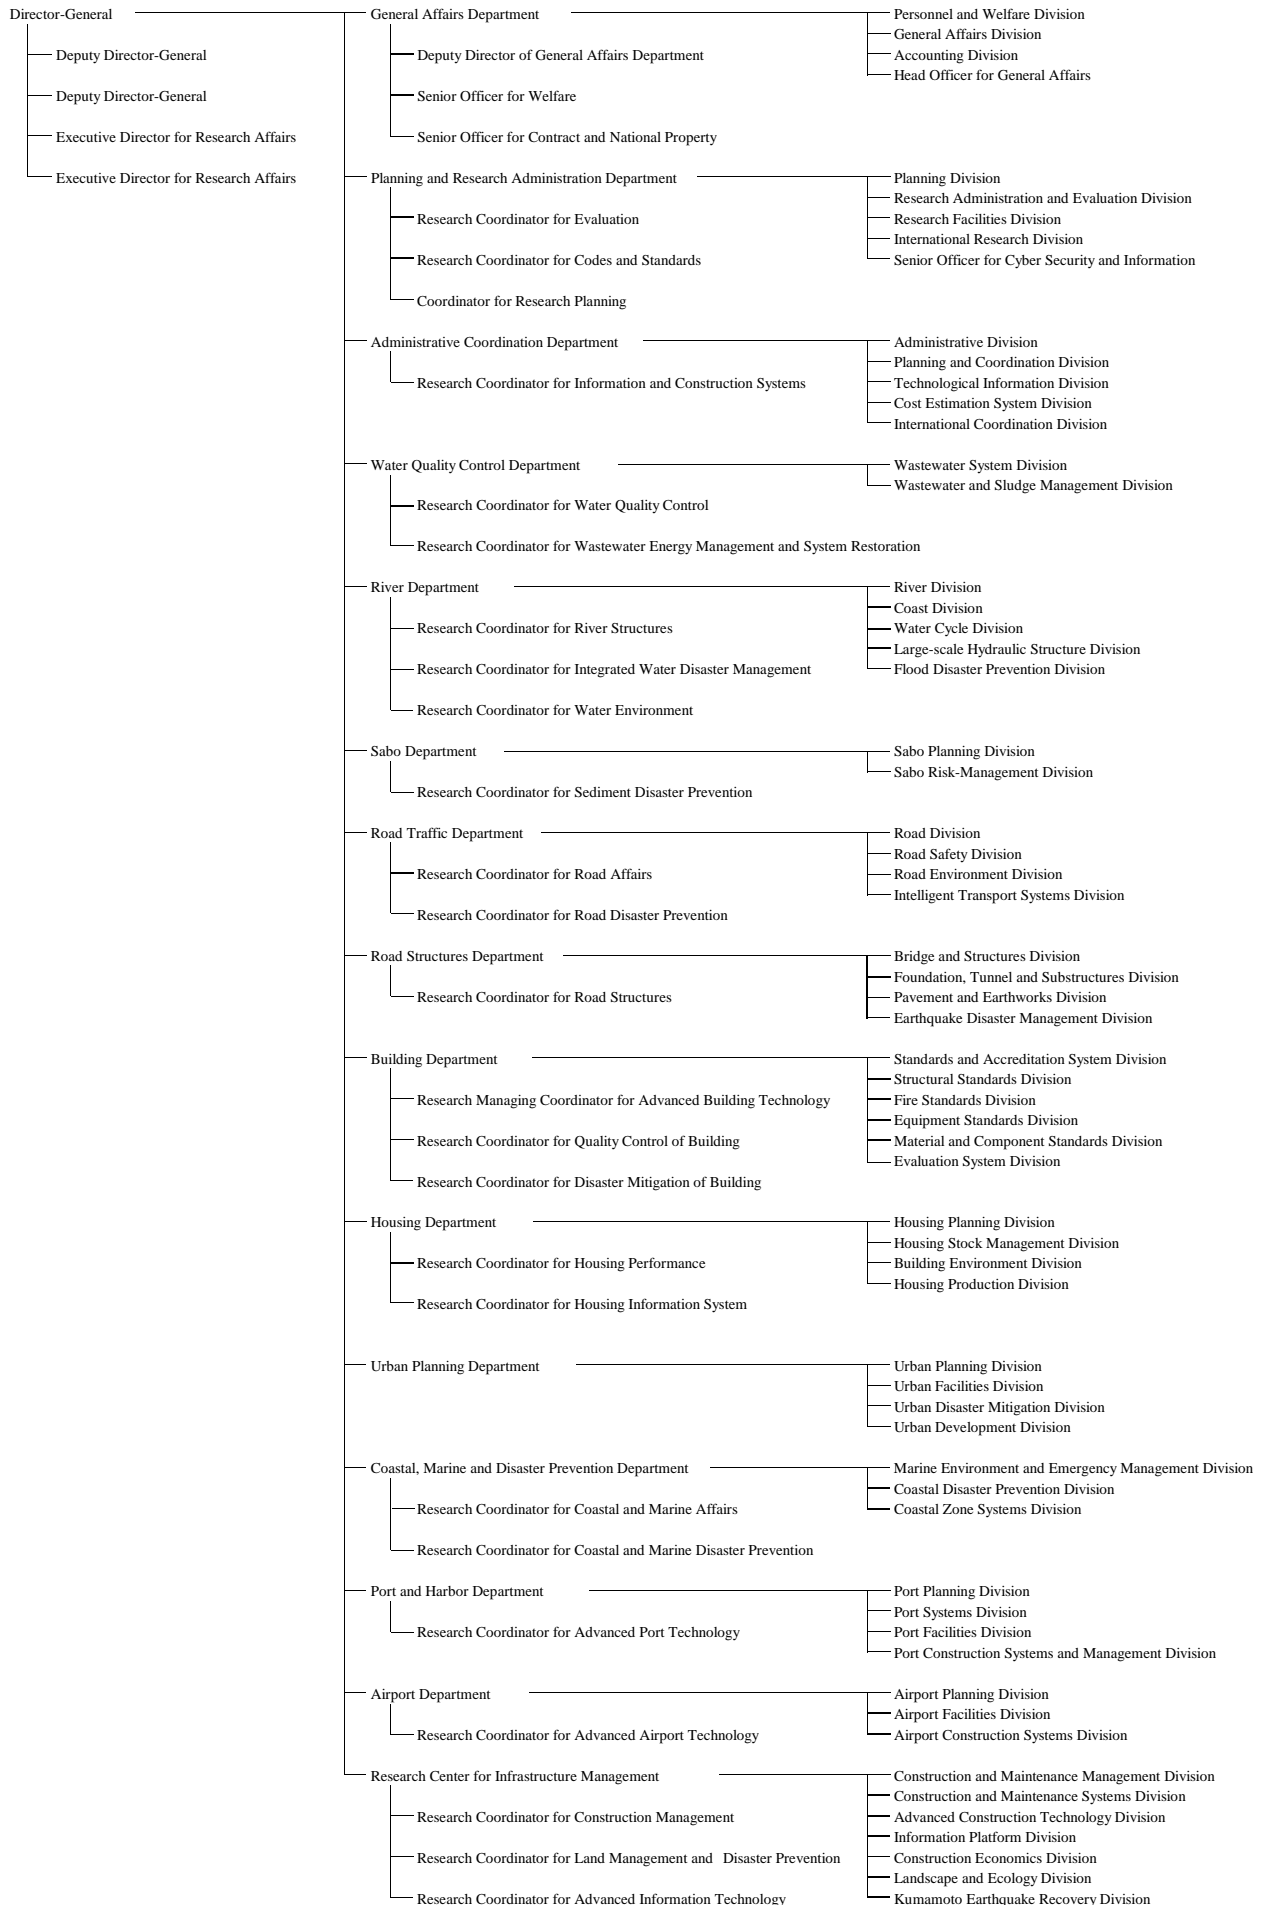 Director-General
Deputy Director-General
Deputy Director-General
Executive Director for Research Affairs
Executive Director for Research Affairs
General Affairs Department
Deputy Director of General Affairs Department
Senior Officer for Welfare
Senior Officer for Contract and National Property
Personnel and Welfare Division
General Affairs Division
Accounting Division
Head Officer for General Affairs
Planning and Research Administration Department
Research Coordinator for Evaluation
Research Coordinator for Codes and Standards
Coordinator for Research Planning
Planning Division
Research Administration and Evaluation Division
Research Facilities Division
International Research Division
Senior Officer for Cyber Security and Information
Administrative Coordination Department
Research Coordinator for Information and Construction Systems
Administrative Division
Planning and Coordination Division
Technological Information Division
Cost Estimation System Division
International Coordination Division
Water Quality Control Department
Research Coordinator for Water Quality Control
Research Coordinator for Wastewater Energy Management and System Restoration
Wastewater System Division
Wastewater and Sludge Management Division
River Department
Research Coordinator for River Structures
Research Coordinator for Integrated Water Disaster Management
Research Coordinator for Water Environment
River Division
Coast Division
Water Cycle Division
Large-scale Hydraulic Structure Division
Flood Disaster Prevention Division
Sabo Department
Research Coordinator for Sediment Disaster Prevention
Sabo Planning Division
Sabo Risk-Management Division
Road Traffic Department
Research Coordinator for Road Affairs
Research Coordinator for Road Disaster Prevention
Road Division
Road Safety Division
Road Environment Division
Intelligent Transport Systems Division
Road Structures Department
Research Coordinator for Road Structures
Bridge and Structures Division
Foundation, Tunnel and Substructures Division
Pavement and Earthworks Division
Earthquake Disaster Management Division
Building Department
Research Managing Coordinator for Advanced Building Technology
Research Coordinator for Quality Control of Building
Research Coordinator for Disaster Mitigation of Building
Standards and Accreditation System Division
Structural Standards Division
Fire Standards Division
Equipment Standards Division
Material and Component Standards Division
Evaluation System Division
Housing Department
Research Coordinator for Housing Performance
Research Coordinator for Housing Information System
Housing Planning Division
Housing Stock Management Division
Building Environment Division
Housing Production Division
Urban Planning Department
Urban Planning Division
Urban Facilities Division
Urban Disaster Mitigation Division
Urban Development Division
Coastal, Marine and Disaster Prevention Department
Research Coordinator for Coastal and Marine Affairs
Research Coordinator for Coastal and Marine Disaster Prevention
Marine Environment and Emergency Management Division
Coastal Disaster Prevention Division
Coastal Zone Systems Division
Port and Harbor Department
Research Coordinator for Advanced Port Technology
Port Planning Division
Port Systems Division
Port Facilities Division
Port Construction Systems and Management Division
Airport Department
Research Coordinator for Advanced Airport Technology
Airport Planning Division
Airport Facilities Division
Airport Construction Systems Division
Research Center for Infrastructure Management
Research Coordinator for Construction Management
Research Coordinator for Land Management and Disaster Prevention
Research Coordinator for Advanced Information Technology
Construction and Maintenance Management Division
Construction and Maintenance Systems Division
Advanced Construction Technology Division
Information Platform Division
Construction Economics Division
Landscape and Ecology Division
Kumamoto Earthquake Recovery Division